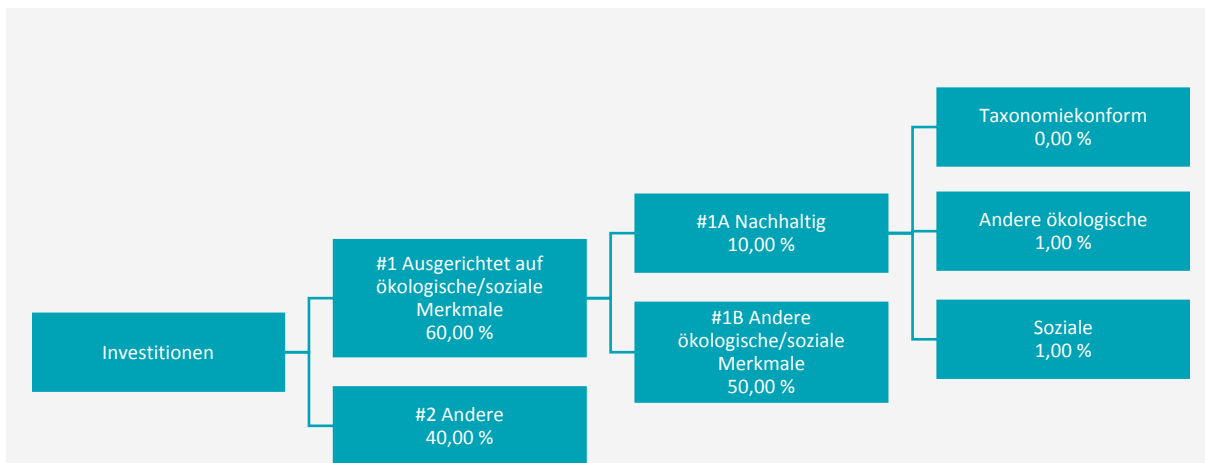 Investitionen
#1 Ausgerichtet auf
ökologische/soziale
Merkmale
60,00 %
#2 Andere
40,00 %
#1A Nachhaltig
10,00 %
#1B Andere
ökologische/soziale
Merkmale
50,00 %
Taxonomiekonform
0,00 %
Andere ökologische
1,00 %
Soziale
1,00 %